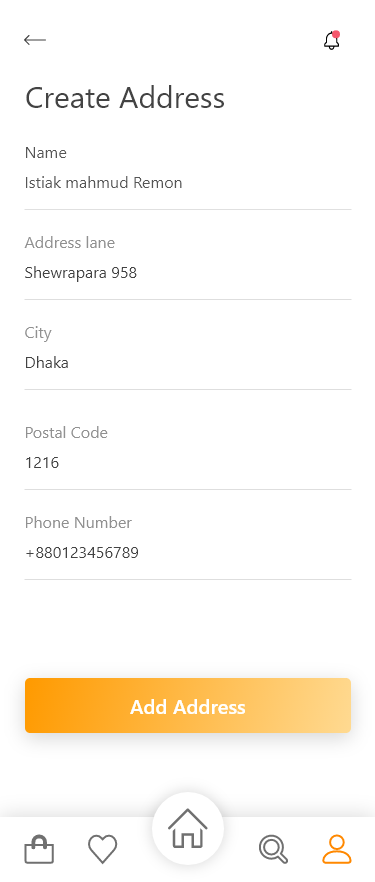 Create Address
Name
Istiak mahmud Remon
Address lane
Shewrapara 958
City
Dhaka
Postal Code
1216
Phone Number
+880123456789
Add Address